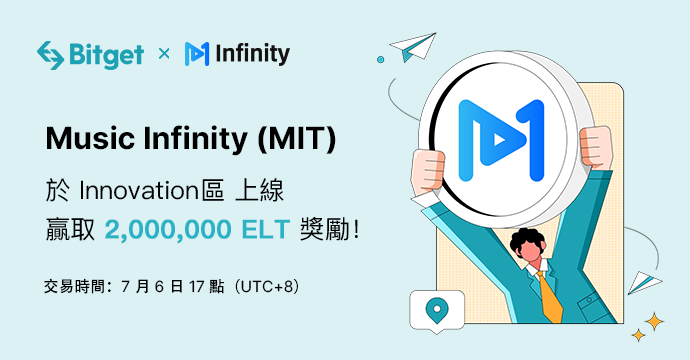 Bitget × Infinity
Music Infinity (MIT)
於 Innovation區 上線
贏取 2,000,000 ELT 獎勵!
交易時間：7 月 6 日 17 點（UTC+8）